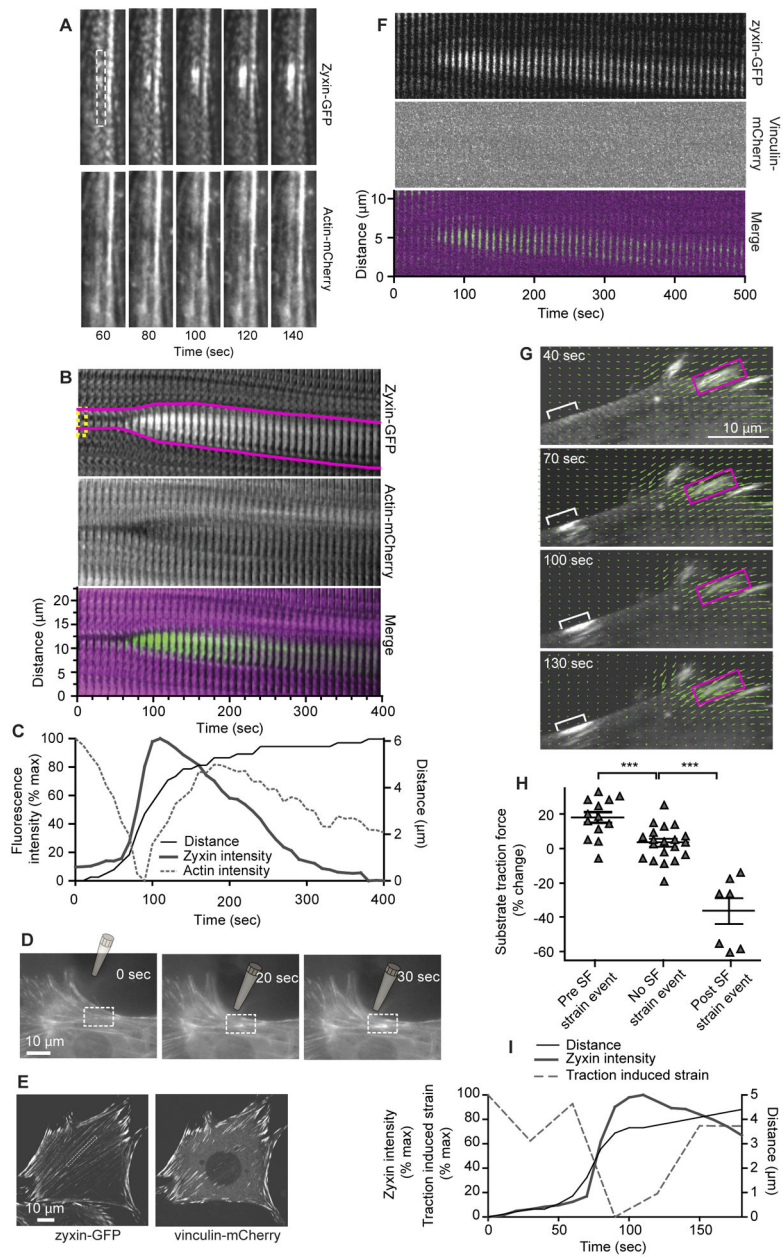 A
Zyxin-GFP
Actin-mCherry
60 80 100 120 140
Time (sec)
B
Zyxin-GFP
Actin-mCherry
Merge
Distance (µm)
20
15
10
5
0
0 100 200 300 400
Time (sec)
C
Fluorescence
intensity (% max)
100
80
60
40
20
0
Distance
Zyxin intensity
Actin intensity
6
4
2
0
Distance (µm)
0 100 200 300 400
Time (sec)
D
0 sec
20 sec
30 sec
10 µm
E
10 µm
zyxin-GFP
vinculin-mCherry
F
zyxin-GFP
Vinculin-
mCherry
Merge
Distance (µm)
10
5
0
0 100 200 300 400 500
Time (sec)
G
40 sec
10 µm
70 sec
100 sec
130 sec
H
*** ***
Substrate traction force
(% change)
20
0
-20
-40
-60
Pre SF
strain event
No SF
strain event
Post SF
strain event
I
Distance
Zyxin intensity
Traction induced strain
Zyxin intensity
(% max)
Traction induced strain
(% max)
100
80
60
40
20
0
5
4
3
2
1
0
Distance (µm)
0 50 100 150
Time (sec)